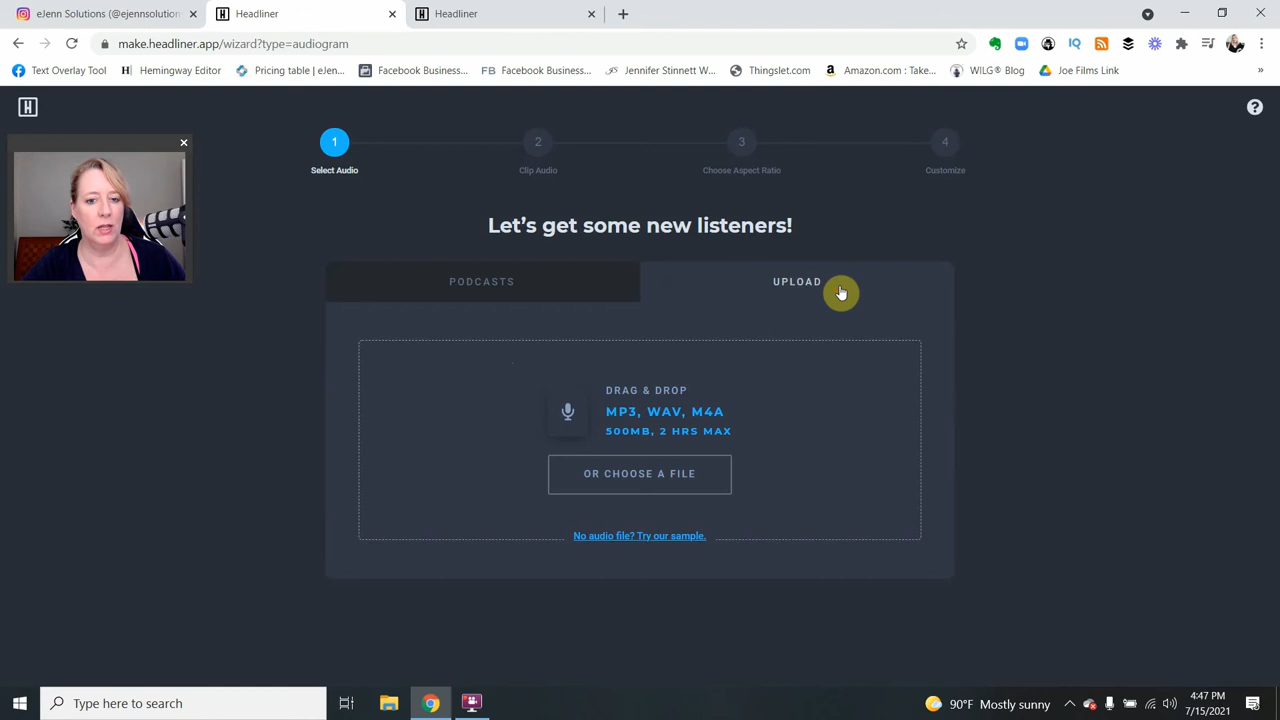 eJenn Solutions (@ejennsolution
Headliner
Headliner
make.headliner.app/wizard?type=audiogram
Text Overlay Tool
Hemingway Editor
Pricing table | eJen...
Facebook Business...
FB Facebook Business...
Jennifer Stinnett W...
Thingslet.com
Amazon.com : Take...
WILG® Blog
Joe Films Link
»
H
?
1
2
3
4
Select Audio
Clip Audio
Choose Aspect Ratio
Customize
Let's get some new listeners!
PODCASTS
UPLOAD
DRAG & DROP
MP3, WAV, M4A
500MB, 2 HRS MAX
OR CHOOSE A FILE
No audio file? Try our sample.
Type here to search
90°F Mostly sunny
4:47 PM
7/15/2021